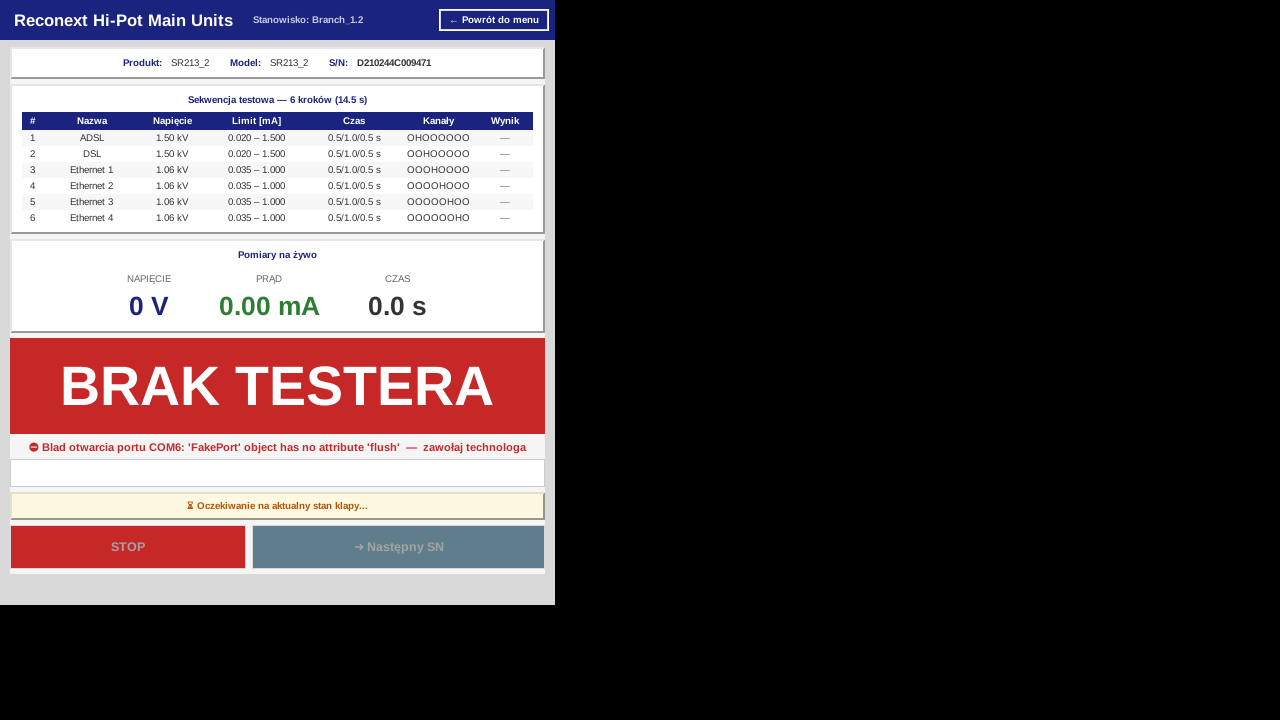 Reconext Hi-Pot Main Units Stanowisko: Branch_1.2 ← Powrót do menu
Produkt: SR213_2 Model: SR213_2 S/N: D210244C009471
Sekwencja testowa — 6 kroków (14.5 s)
# Nazwa Napięcie Limit [mA] Czas Kanały Wynik
1 ADSL 1.50 kV 0.020 – 1.500 0.5/1.0/0.5 s OHOOOOOO —
2 DSL 1.50 kV 0.020 – 1.500 0.5/1.0/0.5 s OOHOOOOO —
3 Ethernet 1 1.06 kV 0.035 – 1.000 0.5/1.0/0.5 s OOOHOOOO —
4 Ethernet 2 1.06 kV 0.035 – 1.000 0.5/1.0/0.5 s OOOOHOOO —
5 Ethernet 3 1.06 kV 0.035 – 1.000 0.5/1.0/0.5 s OOOOOHOO —
6 Ethernet 4 1.06 kV 0.035 – 1.000 0.5/1.0/0.5 s OOOOOOHO —
Pomiary na żywo
NAPIĘCIE PRĄD CZAS
0 V 0.00 mA 0.0 s
BRAK TESTERA
⛔ Blad otwarcia portu COM6: 'FakePort' object has no attribute 'flush' — zawołaj technologa
⏳ Oczekiwanie na aktualny stan klapy...
STOP ➜ Następny SN